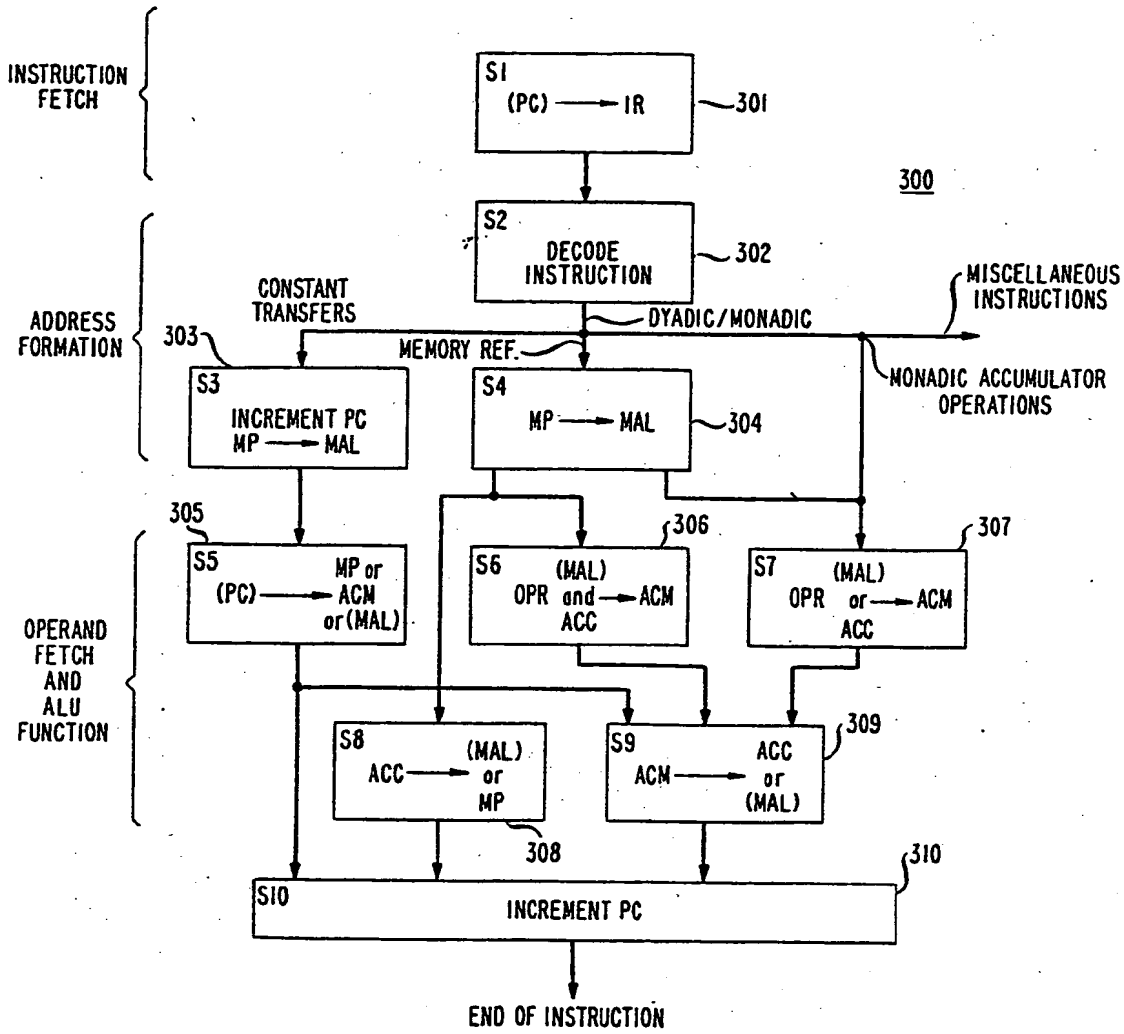 INSTRUCTION
FETCH
S1
(PC) → IR
301
300
S2
DECODE
INSTRUCTION
302
ADDRESS
FORMATION
CONSTANT
TRANSFERS
DYADIC/MONADIC
MISCELLANEOUS
INSTRUCTIONS
MEMORY REF.
MONADIC ACCUMULATOR
OPERATIONS
303
S3
INCREMENT PC
MP → MAL
S4
MP → MAL
304
OPERAND
FETCH
AND
ALU
FUNCTION
305
S5
(PC) → MP or
ACM
or (MAL)
306
S6
(MAL)
OPR and → ACM
ACC
307
S7
(MAL)
OPR or → ACM
ACC
S8
ACC → (MAL)
or
MP
308
S9
ACM → ACC
or
(MAL)
309
310
S10
INCREMENT PC
END OF INSTRUCTION